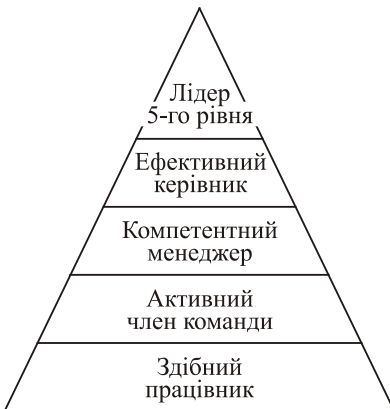 Лідер
5-го рівня
Ефективний
керівник
Компетентний
менеджер
Активний
член команди
Здібний
працівник